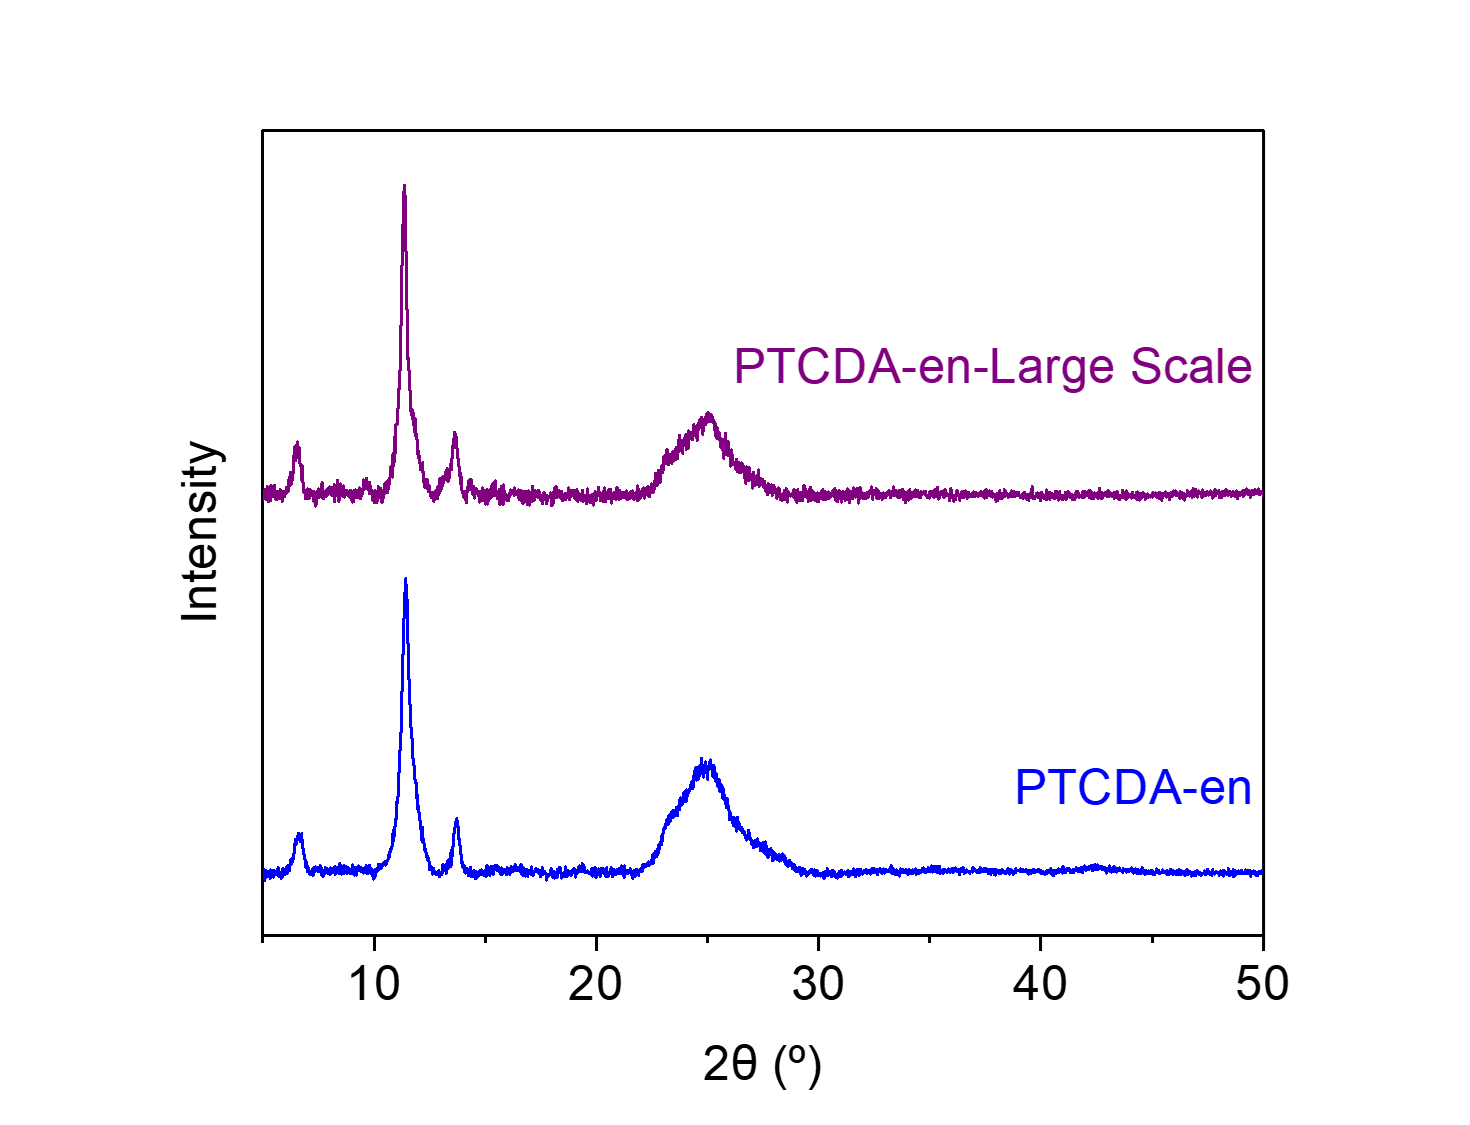 PTCDA-en-Large Scale
Intensity
PTCDA-en
10 20 30 40 50
2θ (º)